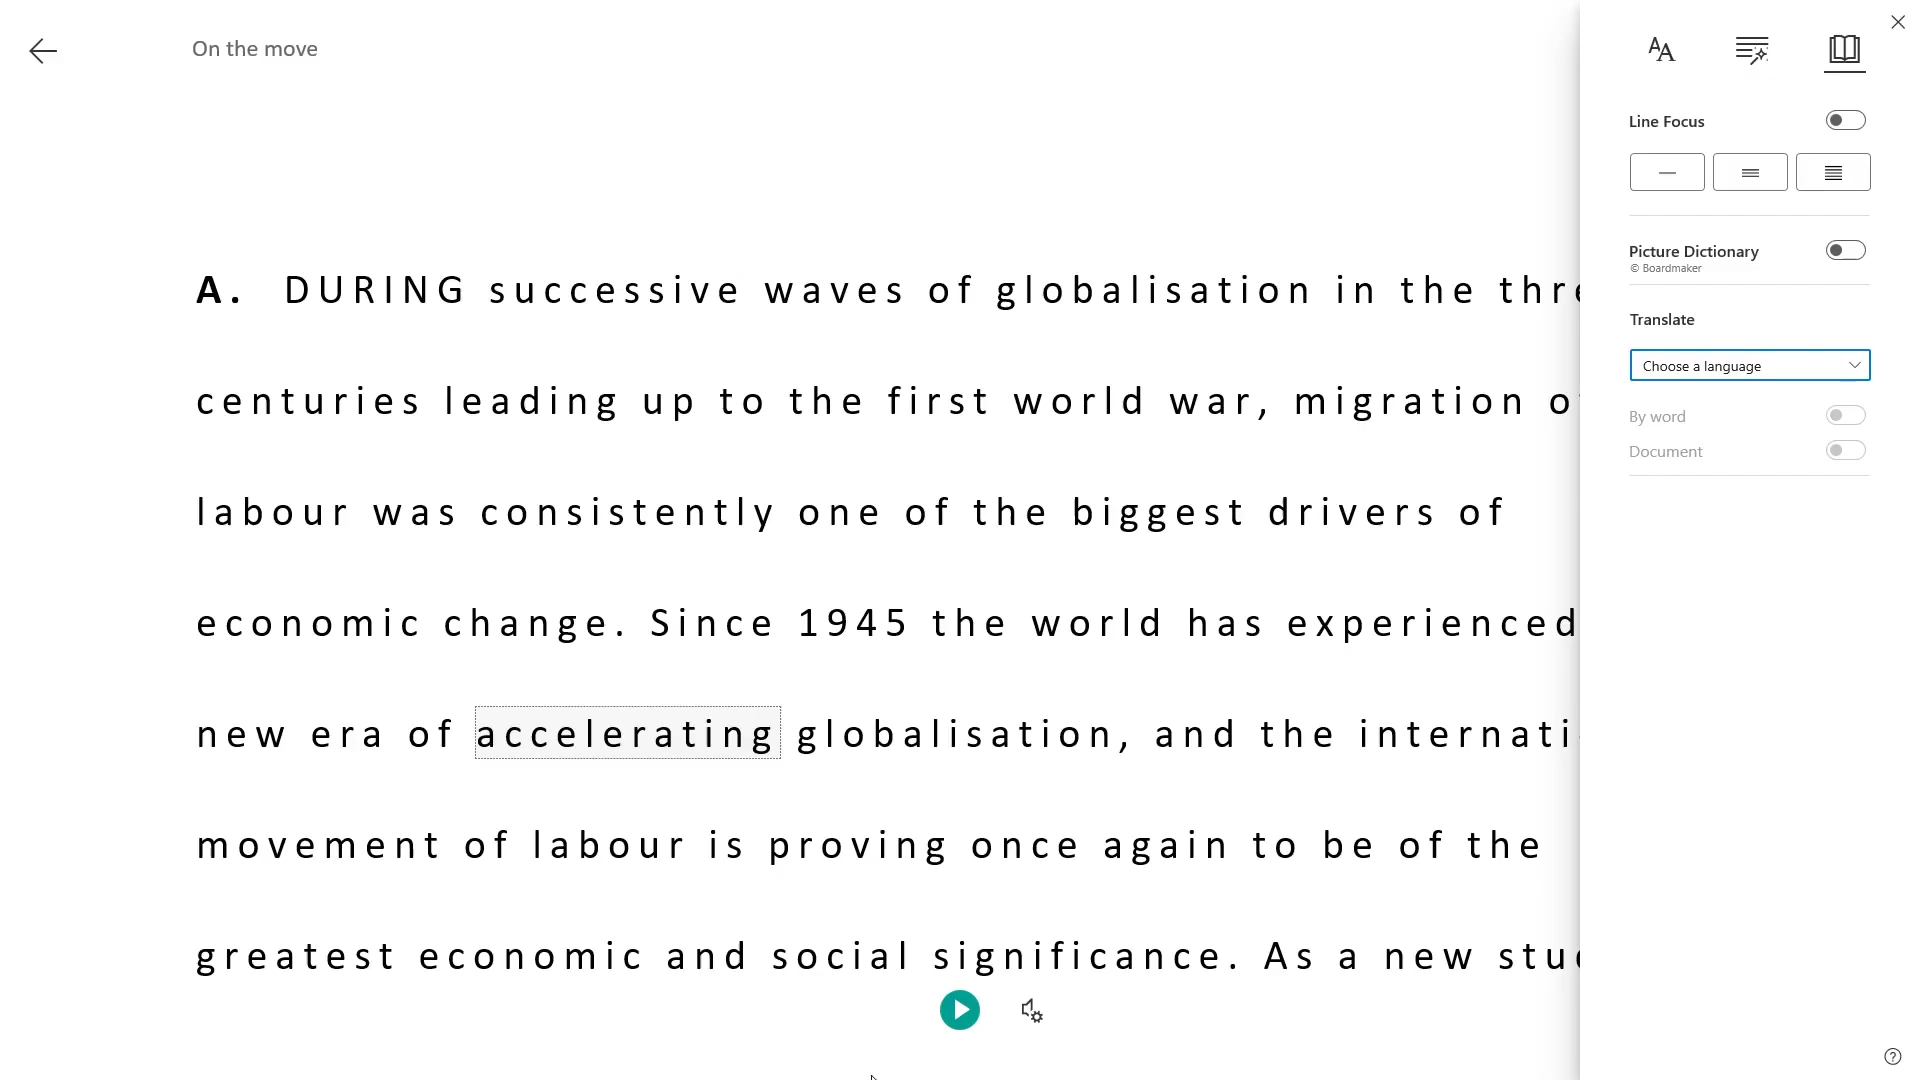 On the move
A. DURING successive waves of globalisation in the
centuries leading up to the first world war, migration
labour was consistently one of the biggest drivers of
economic change. Since 1945 the world has experienced
new era of accelerating globalisation, and the
movement of labour is proving once again to be of the
greatest economic and social significance. As a new
Line Focus
Picture Dictionary
© Boardmaker
Translate
Choose a language
By word
Document